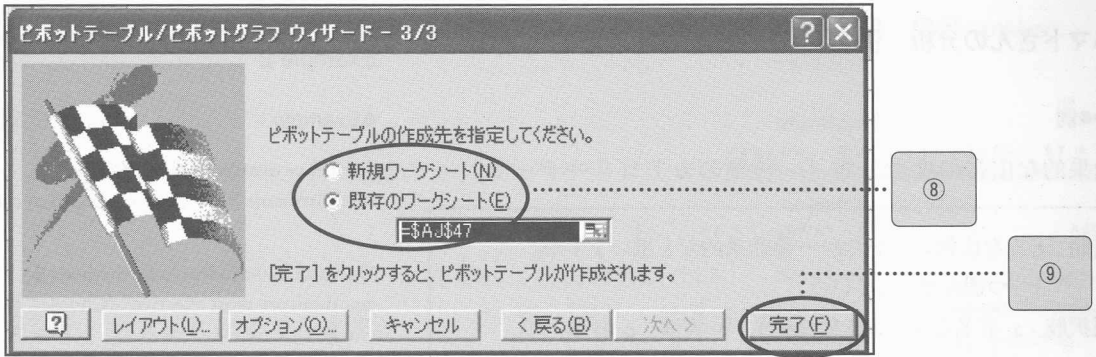 ピボットテーブル/ピボットグラフ ウィザード - 3/3
ピボットテーブルの作成先を指定してください。
新規ワークシート(N)
既存のワークシート(E)
⑧
=$AJ$47
[完了]をクリックすると、ピボットテーブルが作成されます。
⑨
レイアウト(L)... オプション(O)... キャンセル < 戻る(B) 次へ > 完了(F)